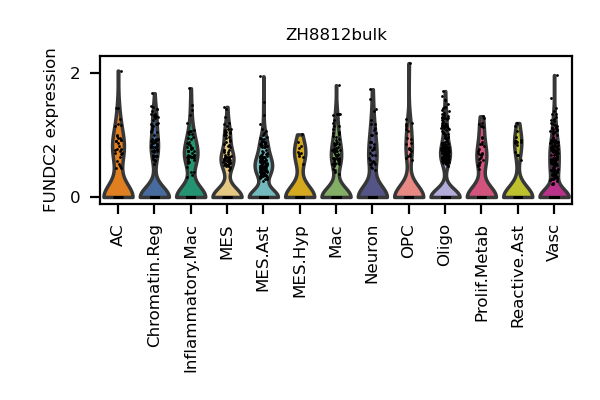 ZH8812bulk
FUNDC2 expression
2
0
AC
Chromatin.Reg
Inflammatory.Mac
MES
MES.Ast
MES.Hyp
Mac
Neuron
OPC
Oligo
Prolif.Metab
Reactive.Ast
Vasc